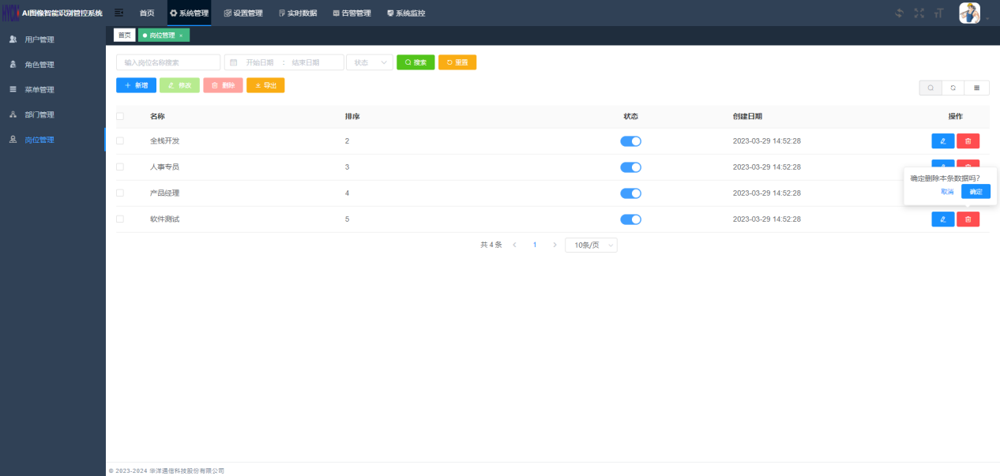 HYDK AI图像智能识别管控系统 首页 系统管理 设置管理 实时数据 告警管理 系统监控
用户管理
角色管理
菜单管理
部门管理
岗位管理
首页 岗位管理 ×
输入岗位名称搜索 开始日期 : 结束日期 状态 搜索 重置
新增 修改 删除 导出
名称 排序 状态 创建日期 操作
全栈开发 2 2023-03-29 14:52:28
人事专员 3 2023-03-29 14:52:28
产品经理 4 2023-03-29 14:52:28
软件测试 5 2023-03-29 14:52:28
确定删除本条数据吗?
取消 确定
共 4 条 1 10条/页
© 2023-2024 华洋通信科技股份有限公司